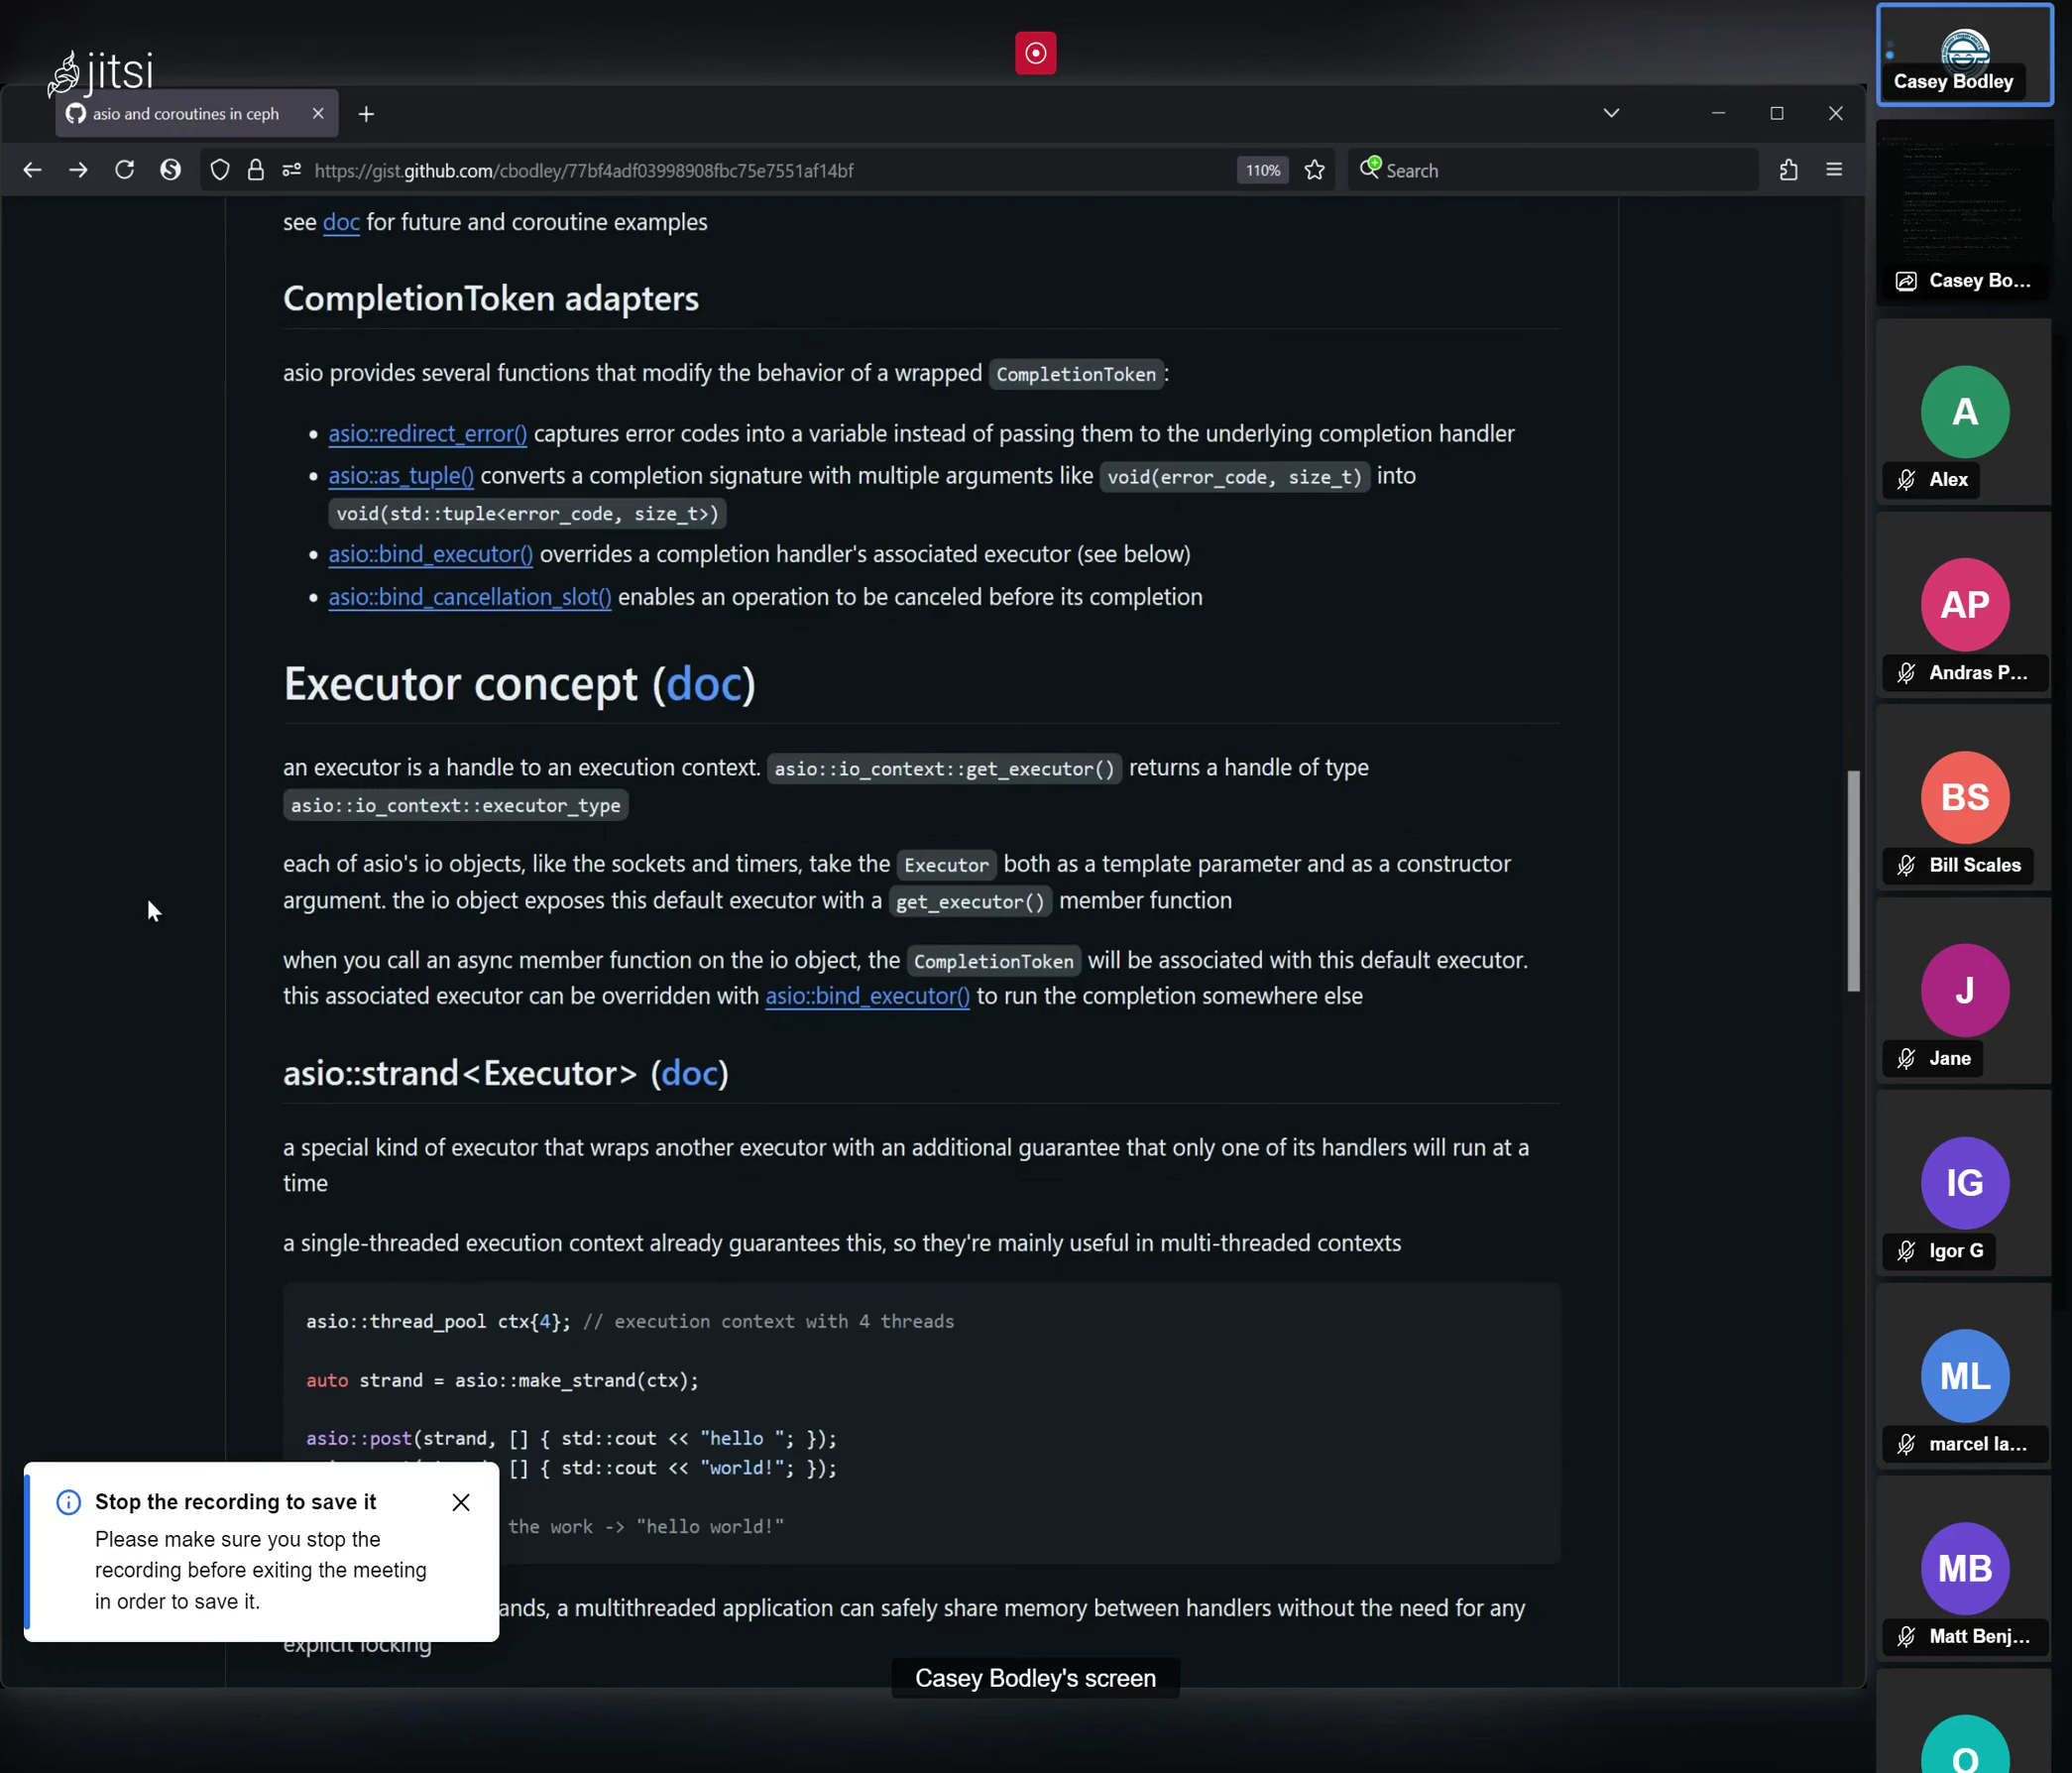 jitsi
asio and coroutines in ceph
https://gist.github.com/cbodley/77bf4adf03998908fbc75e7551af14bf
110%
Search
see doc for future and coroutine examples
CompletionToken adapters
asio provides several functions that modify the behavior of a wrapped CompletionToken:
• asio::redirect_error() captures error codes into a variable instead of passing them to the underlying completion handler
• asio::as_tuple() converts a completion signature with multiple arguments like void(error_code, size_t) into
void(std::tuple<error_code, size_t>)
• asio::bind_executor() overrides a completion handler's associated executor (see below)
• asio::bind_cancellation_slot() enables an operation to be canceled before its completion
Executor concept (doc)
an executor is a handle to an execution context. asio::io_context::get_executor() returns a handle of type
asio::io_context::executor_type
each of asio's io objects, like the sockets and timers, take the Executor both as a template parameter and as a constructor
argument. the io object exposes this default executor with a get_executor() member function
when you call an async member function on the io object, the CompletionToken will be associated with this default executor.
this associated executor can be overridden with asio::bind_executor() to run the completion somewhere else
asio::strand<Executor> (doc)
a special kind of executor that wraps another executor with an additional guarantee that only one of its handlers will run at a
time
a single-threaded execution context already guarantees this, so they're mainly useful in multi-threaded contexts
asio::thread_pool ctx{4}; // execution context with 4 threads
auto strand = asio::make_strand(ctx);
asio::post(strand, [] { std::cout << "hello "; });
[] { std::cout << "world!"; });
the work -> "hello world!"
ands, a multithreaded application can safely share memory between handlers without the need for any
explicit locking
Stop the recording to save it
Please make sure you stop the
recording before exiting the meeting
in order to save it.
Casey Bodley's screen
Casey Bodley
Casey Bo...
A
Alex
AP
Andras P...
BS
Bill Scales
J
Jane
IG
Igor G
ML
marcel la...
MB
Matt Benj...